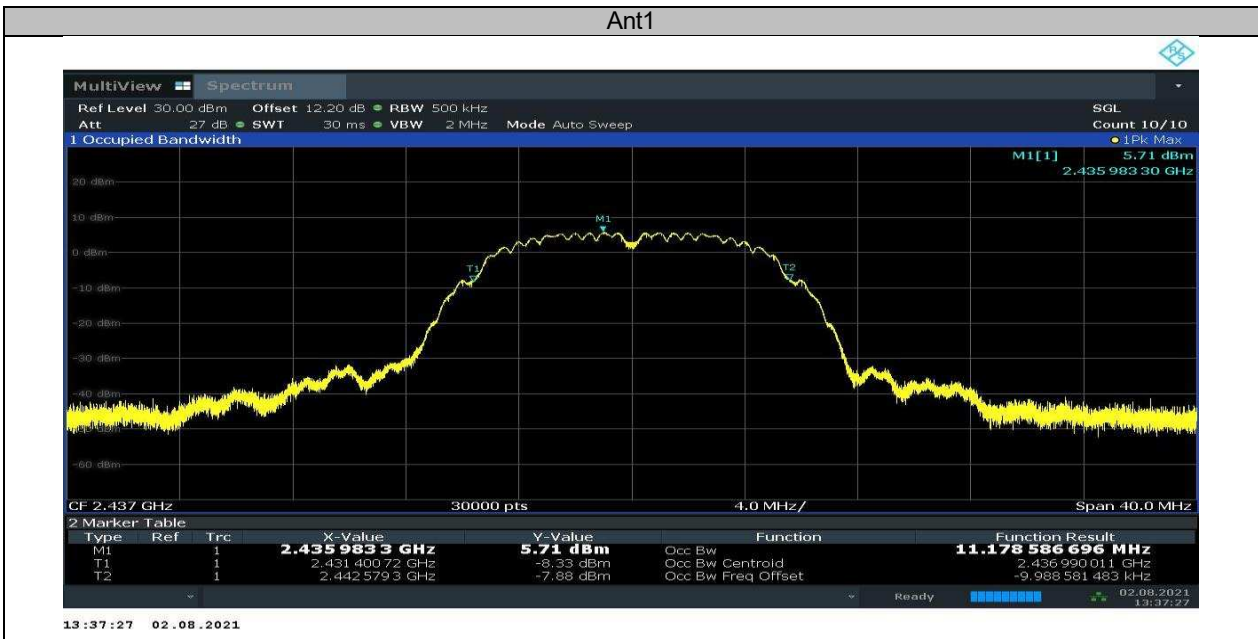 Ant1
R&S
MultiView Spectrum
Ref Level 30.00 dBm Offset 12.20 dB RBW 500 kHz SGL
Att 27 dB SWT 30 ms VBW 2 MHz Mode Auto Sweep Count 10/10
1 Occupied Bandwidth 1Pk Max
M1[1] 5.71 dBm
2.435 983 30 GHz
20 dBm
10 dBm
M1
0 dBm
T1 T2
-10 dBm
-20 dBm
-30 dBm
-40 dBm
-60 dBm
CF 2.437 GHz 30000 pts 4.0 MHz/ Span 40.0 MHz
2 Marker Table
Type Ref Trc X-Value Y-Value Function Function Result
M1 1 2.435 983 3 GHz 5.71 dBm Occ Bw 11.178 586 696 MHz
T1 1 2.431 400 72 GHz -8.33 dBm Occ Bw Centroid 2.436 990 011 GHz
T2 1 2.442 579 3 GHz -7.88 dBm Occ Bw Freq Offset -9.988 581 483 kHz
Ready 02.08.2021
13:37:27
13:37:27 02.08.2021